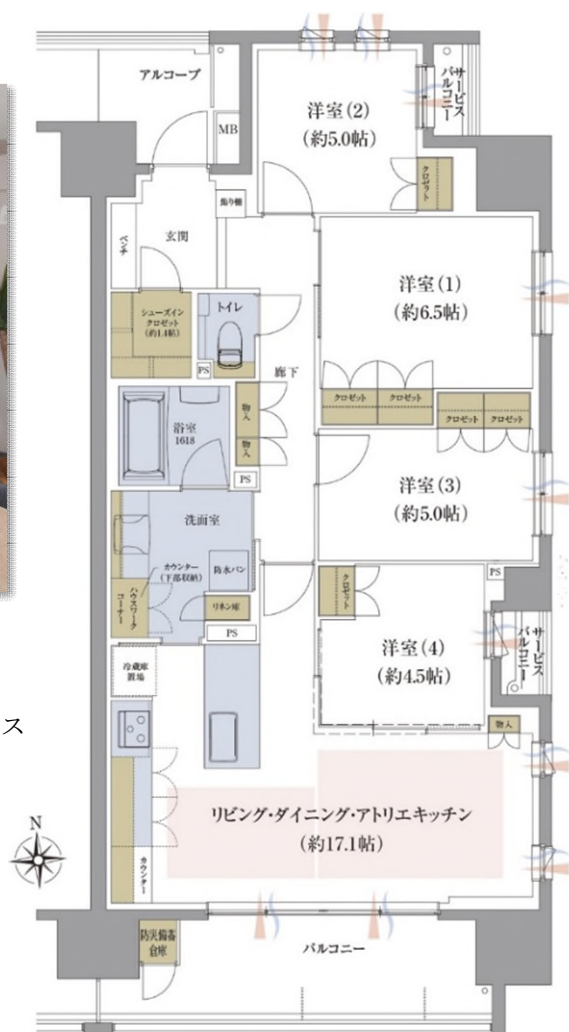 アルコーブ
MB
洋室(2)
(約5.0帖)
サービス
バルコニー
クロゼット
飾り棚
ベンチ
玄関
洋室(1)
(約6.5帖)
シューズイン
クロゼット
(約1.4帖)
トイレ
PS
廊下
クロゼット
クロゼット
クロゼット
クロゼット
物入
浴室
1618
物入
PS
洋室(3)
(約5.0帖)
洗面室
カウンター
(下部収納)
防水パン
ハウスワーク
コーナー
リネン庫
PS
PS
クロゼット
洋室(4)
(約4.5帖)
サービス
バルコニー
冷蔵庫
置場
物入
ス
N
リビング・ダイニング・アトリエキッチン
(約17.1帖)
カウンター
防災備蓄
倉庫
バルコニー